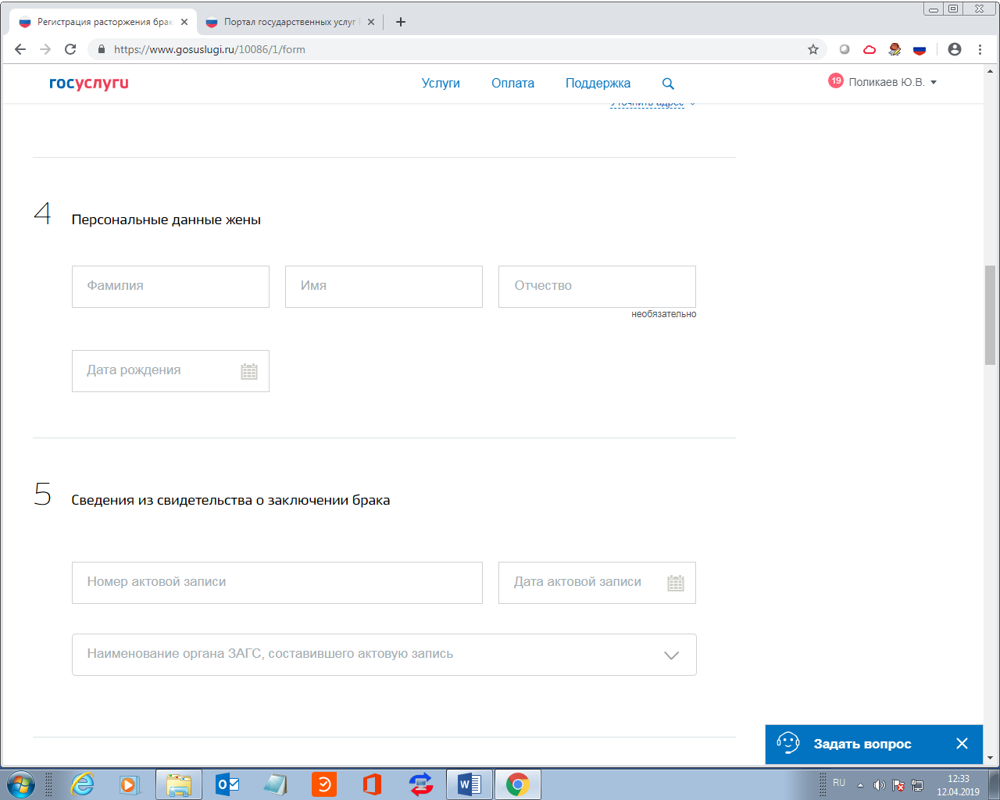 Регистрация расторжения брак
Портал государственных услуг
https://www.gosuslugi.ru/10086/1/form
госуслуги
Услуги
Оплата
Поддержка
19
Поликаев Ю.В.
Уточнить адрес
4
Персональные данные жены
Фамилия
Имя
Отчество
необязательно
Дата рождения
5
Сведения из свидетельства о заключении брака
Номер актовой записи
Дата актовой записи
Наименование органа ЗАГС, составившего актовую запись
Задать вопрос
RU
12:33
12.04.2019